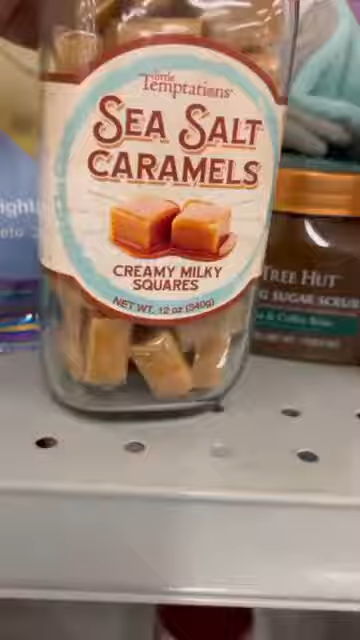 little
Temptations
SEA SALT
CARAMELS
CREAMY MILKY
SQUARES
NET WT. 12 oz (340g)
TREE HUT
SUGAR SCRUB